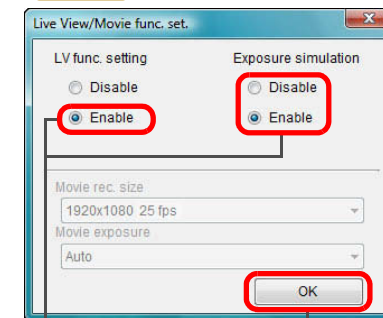 Live View/Movie func. set.
LV func. setting
Exposure simulation
Disable
Disable
Enable
Enable
Movie rec. size
1920x1080 25 fps
Movie exposure
Auto
OK